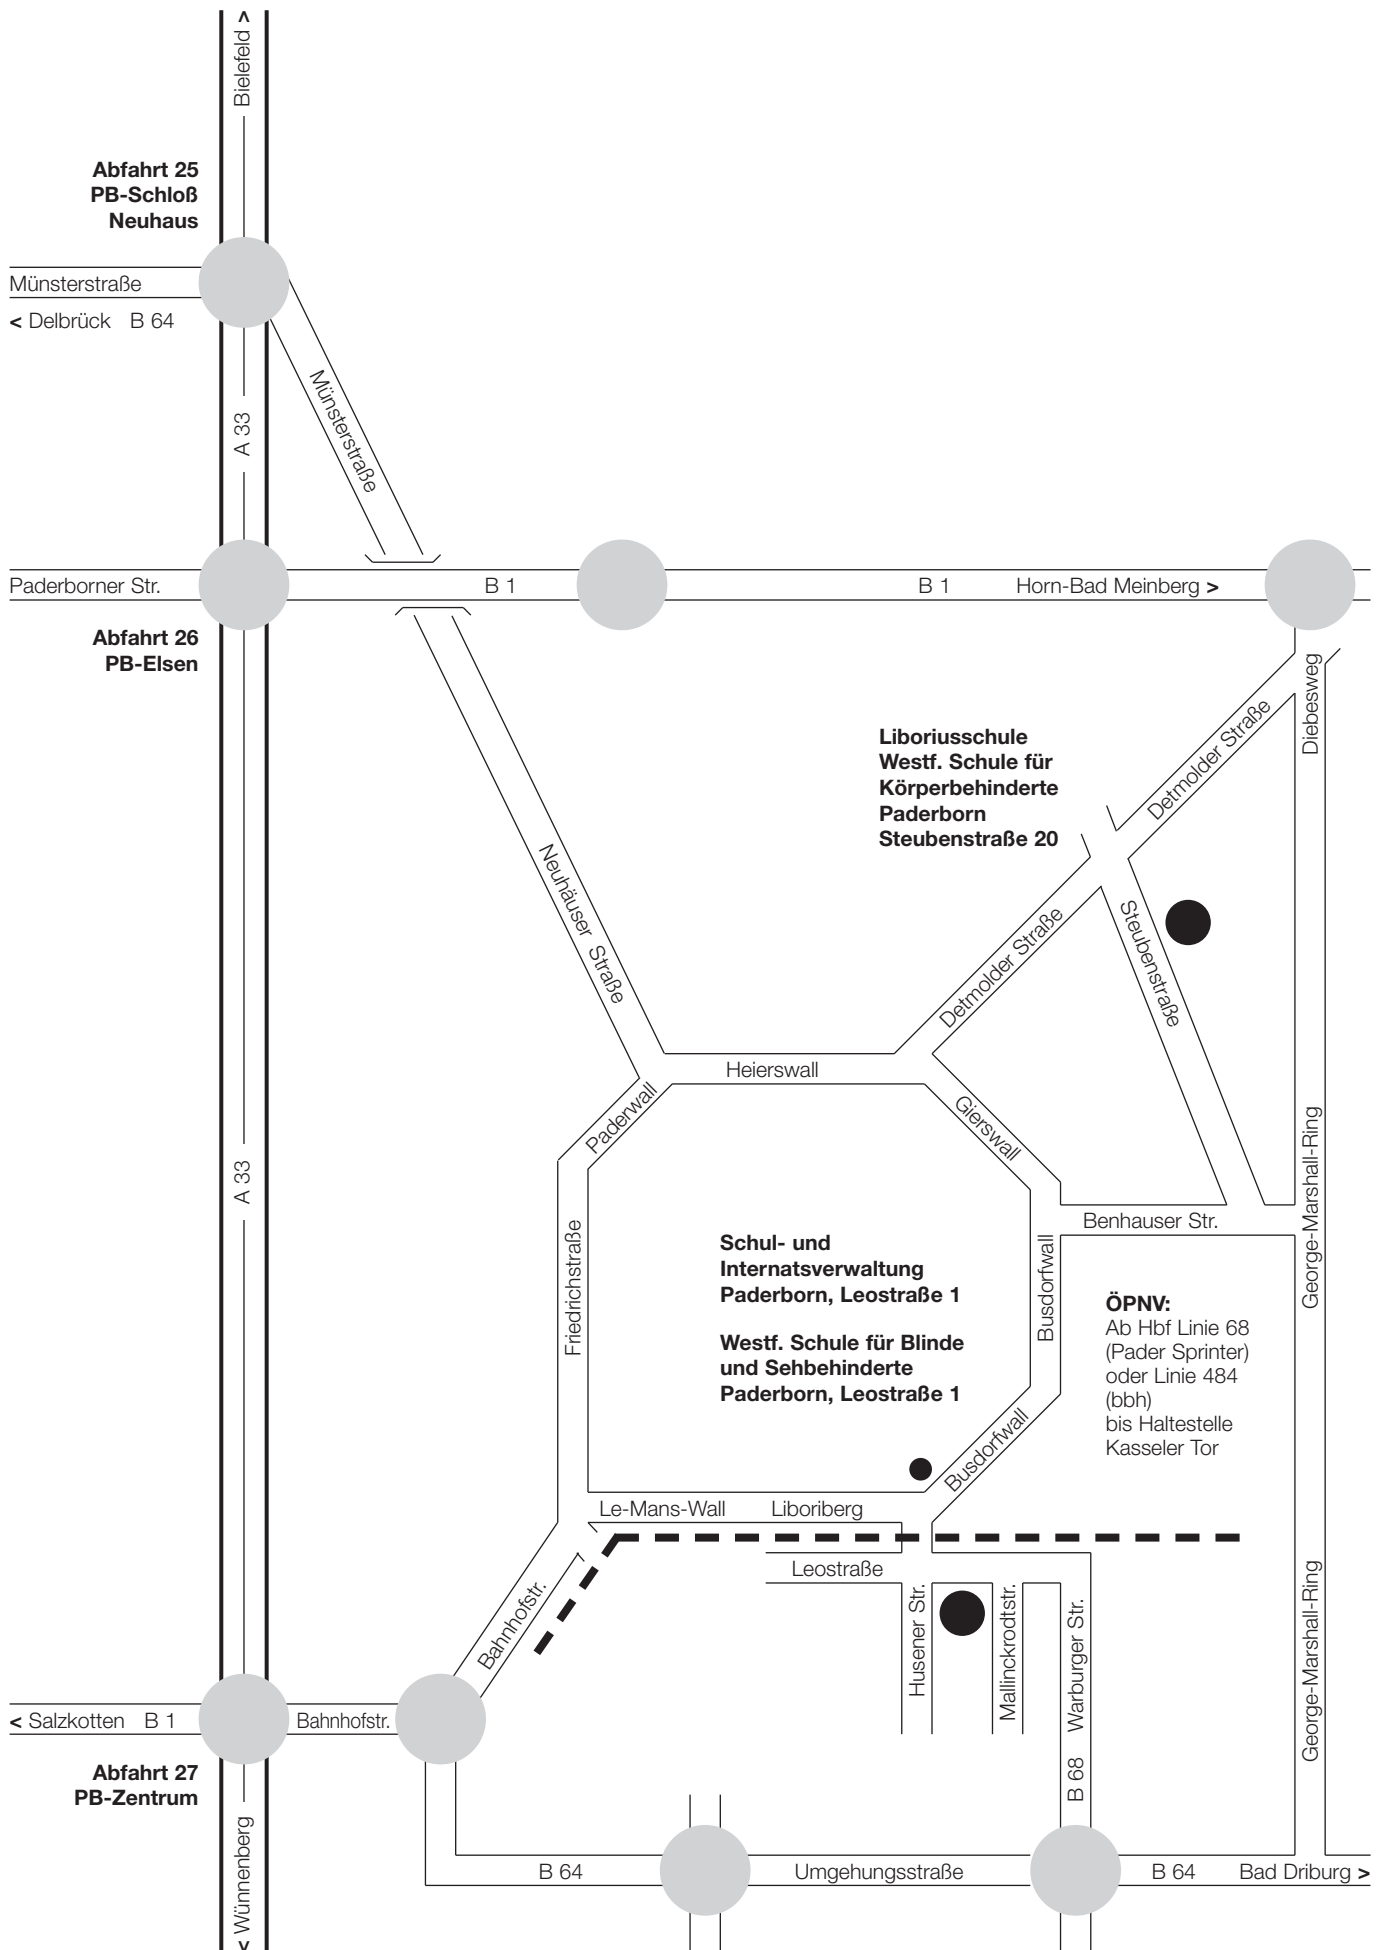 Bielefeld >
Abfahrt 25
PB-Schloß
Neuhaus
Münsterstraße
< Delbrück B 64
Münsterstraße
A 33
Paderborner Str.
B 1
B 1
Horn-Bad Meinberg >
Abfahrt 26
PB-Elsen
Diebesweg
Detmolder Straße
Liboriusschule
Westf. Schule für
Körperbehinderte
Paderborn
Steubenstraße 20
Neuhäuser Straße
Detmolder Straße
Steubenstraße
Heierswall
Paderwall
Gierswall
A 33
George-Marshall-Ring
Benhauser Str.
Friedrichstraße
Schul- und
Internatsverwaltung
Paderborn, Leostraße 1
Westf. Schule für Blinde
und Sehbehinderte
Paderborn, Leostraße 1
Busdorfwall
ÖPNV:
Ab Hbf Linie 68
(Pader Sprinter)
oder Linie 484
(bbh)
bis Haltestelle
Kasseler Tor
Busdorfwall
Le-Mans-Wall
Liboriberg
Leostraße
Bahnhofstr.
Husener Str.
Mallinckrodtstr.
B 68 Warburger Str.
George-Marshall-Ring
< Salzkotten B 1
Bahnhofstr.
Abfahrt 27
PB-Zentrum
< Wünnenberg
B 64
Umgehungsstraße
B 64
Bad Driburg >